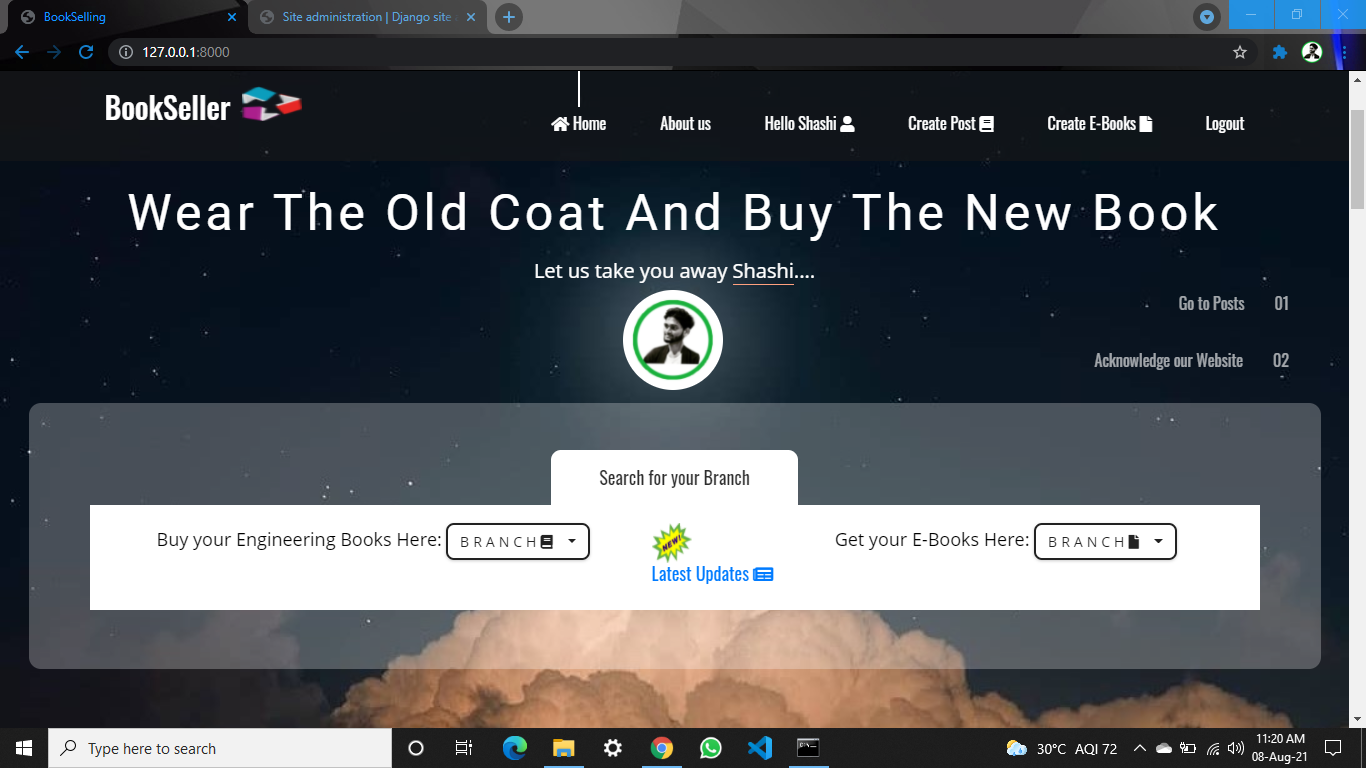 BookSelling
Site administration | Django site
127.0.0.1:8000
BookSeller
Home
About us
Hello Shashi
Create Post
Create E-Books
Logout
Wear The Old Coat And Buy The New Book
Let us take you away Shashi....
Go to Posts 01
Acknowledge our Website 02
Search for your Branch
Buy your Engineering Books Here: BRANCH
NEW!
Latest Updates
Get your E-Books Here: BRANCH
Type here to search
30°C AQI 72
11:20 AM
08-Aug-21